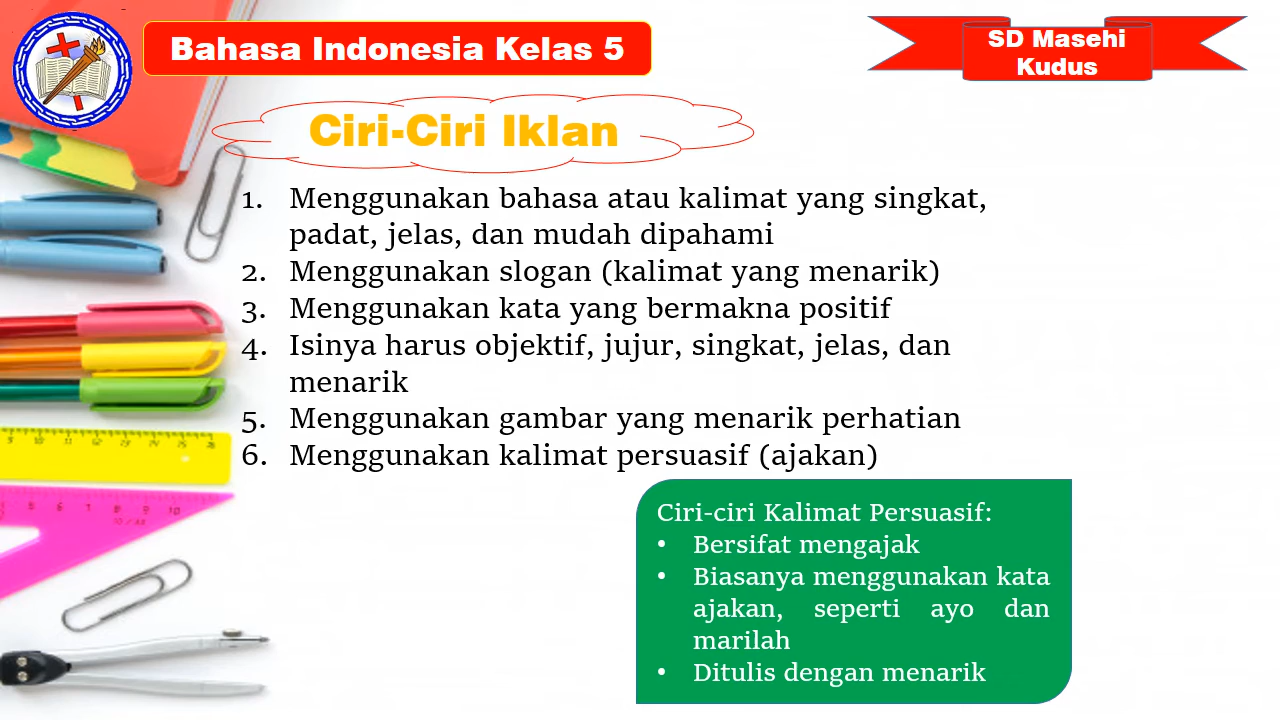 Bahasa Indonesia Kelas 5
SD Masehi
Kudus
Ciri-Ciri Iklan
1. Menggunakan bahasa atau kalimat yang singkat,
padat, jelas, dan mudah dipahami
2. Menggunakan slogan (kalimat yang menarik)
3. Menggunakan kata yang bermakna positif
4. Isinya harus objektif, jujur, singkat, jelas, dan
menarik
5. Menggunakan gambar yang menarik perhatian
6. Menggunakan kalimat persuasif (ajakan)
Ciri-ciri Kalimat Persuasif:
• Bersifat mengajak
• Biasanya menggunakan kata
ajakan, seperti ayo dan
marilah
• Ditulis dengan menarik